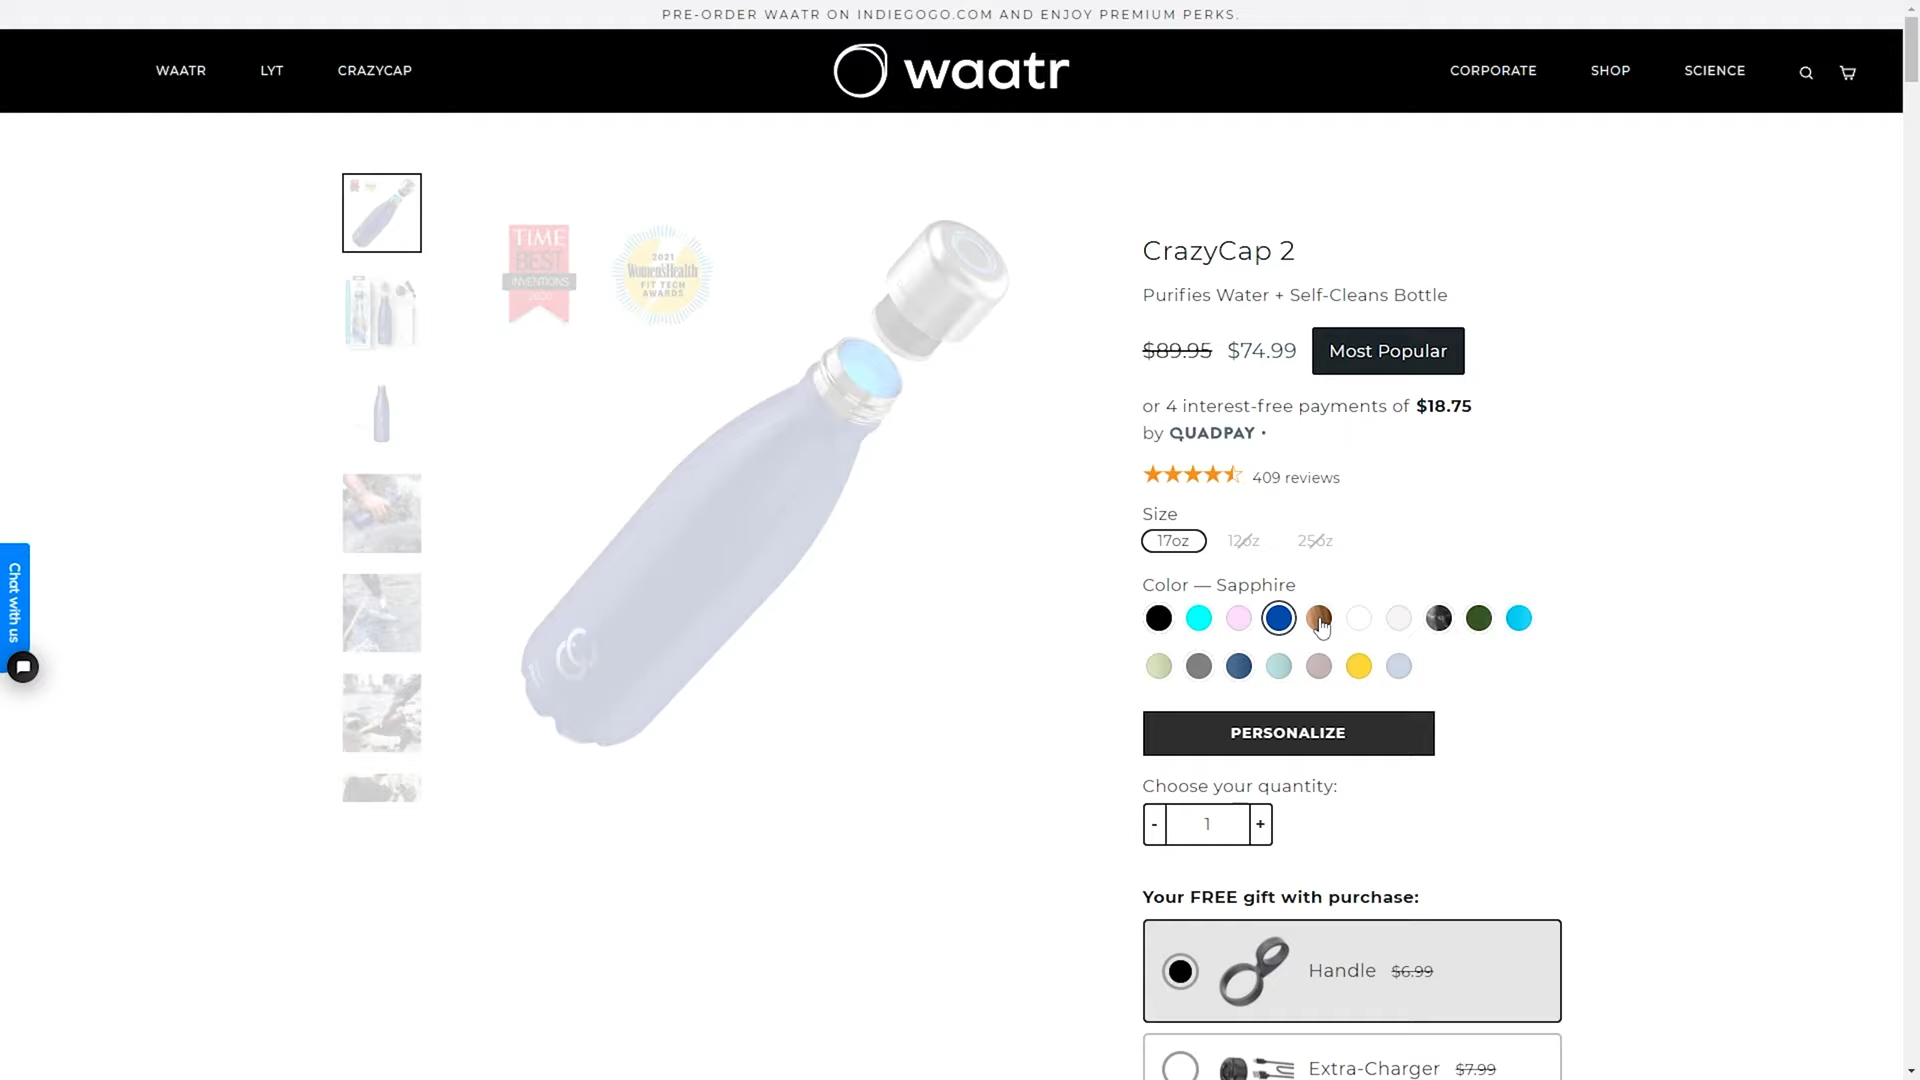 PRE-ORDER WAATR ON INDIEGOGO.COM AND ENJOY PREMIUM PERKS.
WAATR LYT CRAZYCAP waatr CORPORATE SHOP SCIENCE
TIME
BEST
INVENTIONS
2020
2021
Women'sHealth
FIT TECH
AWARDS
CrazyCap 2
Purifies Water + Self-Cleans Bottle
$89.95 $74.99 Most Popular
or 4 interest-free payments of $18.75
by QUADPAY
409 reviews
Size
17oz 12oz 25oz
Color — Sapphire
PERSONALIZE
Choose your quantity:
- 1 +
Your FREE gift with purchase:
Handle $6.99
Extra-Charger $7.99
Chat with us